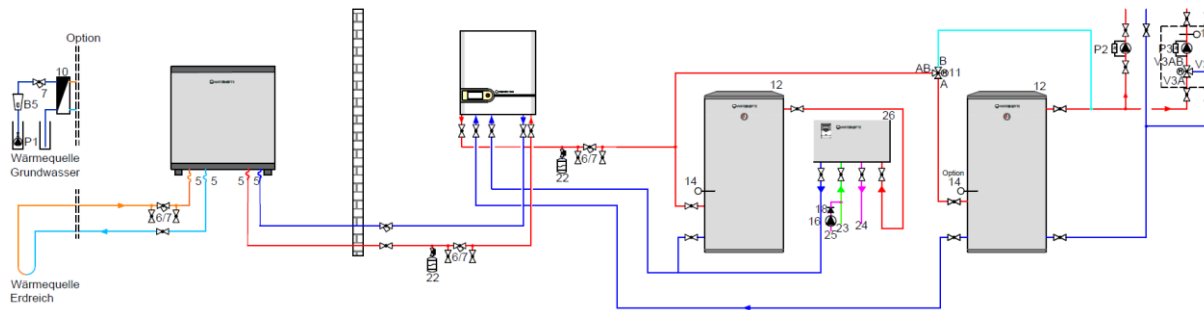 Option
10
7
B5
P1
Wärmequelle
Grundwasser
5
5
5
5
6/7
Wärmequelle
Erdreich
22
6/7
22
6/7
12
14
26
16
18
25
23
24
AB
B
11
A
12
Option
14
P2
P3
V3AB
V3A